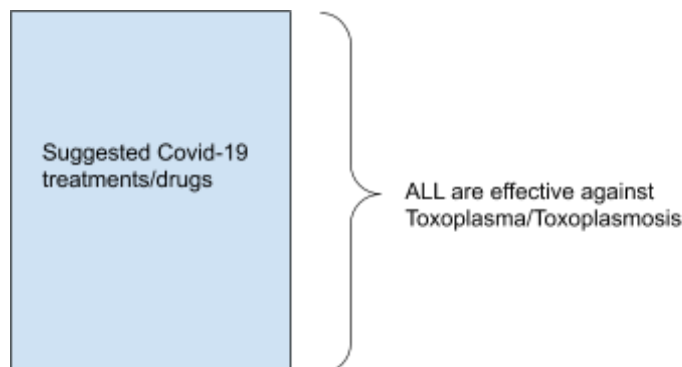 Suggested Covid-19
treatments/drugs
ALL are effective against
Toxoplasma/Toxoplasmosis